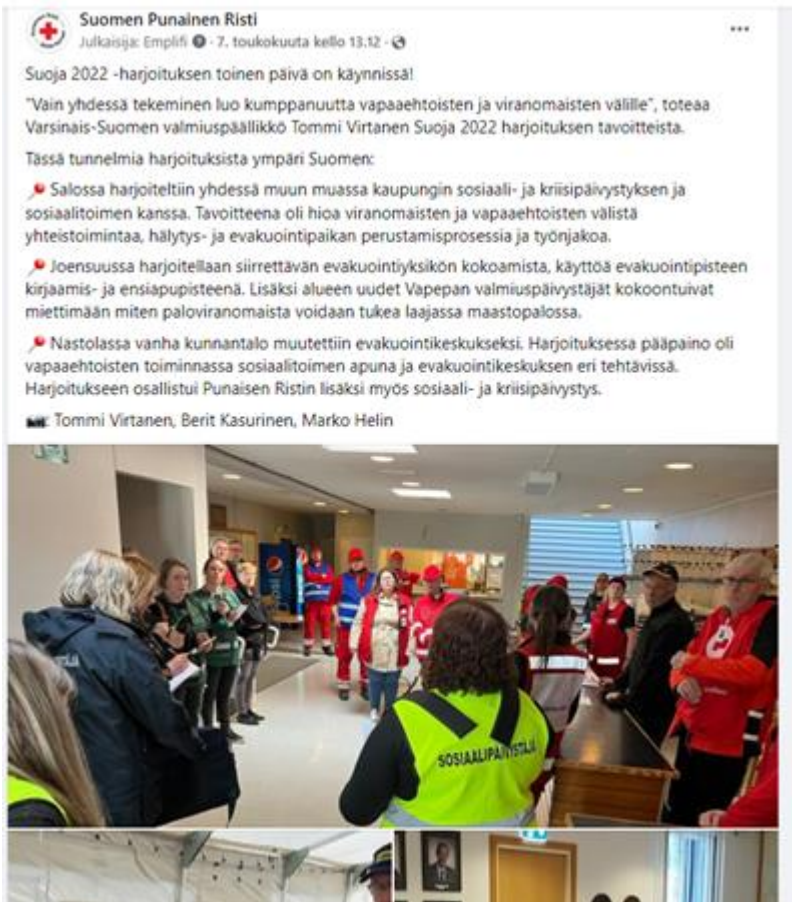 Suomen Punainen Risti
Julkaisija: Emplifi · 7. toukokuuta kello 13.12 ·
Suoja 2022 -harjoituksen toinen päivä on käynnissä!
"Vain yhdessä tekeminen luo kumppanuutta vapaaehtoisten ja viranomaisten välille", toteaa
Varsinais-Suomen valmiuspäällikkö Tommi Virtanen Suoja 2022 harjoituksen tavoitteista.
Tässä tunnelmia harjoituksista ympäri Suomen:
📍 Salossa harjoiteltiin yhdessä muun muassa kaupungin sosiaali- ja kriisipäivystyksen ja
sosiaalitoimen kanssa. Tavoitteena oli hioa viranomaisten ja vapaaehtoisten välistä
yhteistoimintaa, hälytys- ja evakuointipaikan perustamisprosessia ja työnjakoa.
📍 Joensuussa harjoitellaan siirrettävän evakuointiyksikön kokoamista, käyttöä evakuointipisteen
kirjaamis- ja ensiapupisteenä. Lisäksi alueen uudet Vapepan valmiuspäivystäjät kokoontuivat
miettimään miten paloviranomaista voidaan tukea laajassa maastopalossa.
📍 Nastolassa vanha kunnantalo muutettiin evakuointikeskukseksi. Harjoituksessa pääpaino oli
vapaaehtoisten toiminnassa sosiaalitoimen apuna ja evakuointikeskuksen eri tehtävissä.
Harjoitukseen osallistui Punaisen Ristin lisäksi myös sosiaali- ja kriisipäivystys.
📷: Tommi Virtanen, Berit Kasurinen, Marko Helin
pepsi
SOSIAALIPÄIVYSTÄJÄ